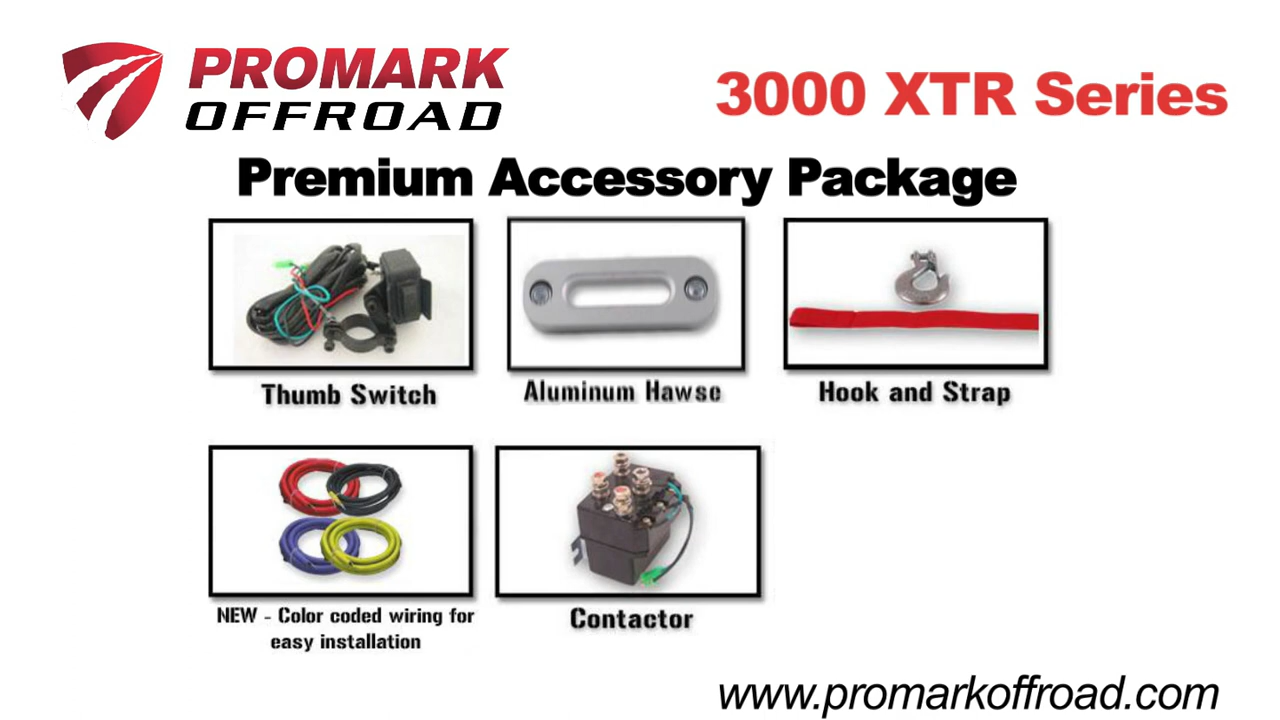 PROMARK
OFFROAD
3000 XTR Series
Premium Accessory Package
Thumb Switch
Aluminum Hawse
Hook and Strap
NEW - Color coded wiring for
easy installation
Contactor
www.promarkoffroad.com